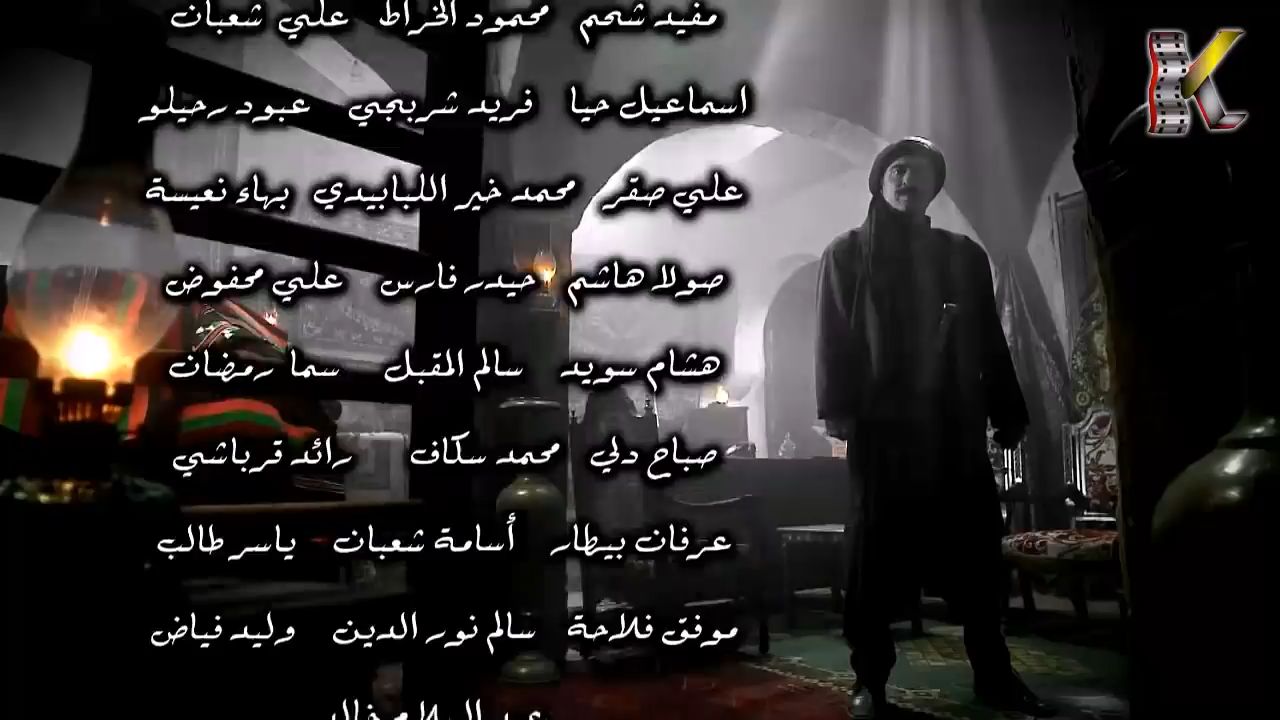 مفيد شحم محمود الخراط علي شعبان
اسماعيل حيا فريد شربجي عبود رحيلو
علي صقر محمد خير اللبابيدي بهاء نعيسة
صولا هاشم حيدر فارس علي محفوض
هشام سويد سالم المقبل سما رمضان
صباح دلي محمد سكاف رائد قرباشي
عرفان بيطار أسامة شعبان ياسر طالب
موفق فلاحة سالم نور الدين وليد فياض